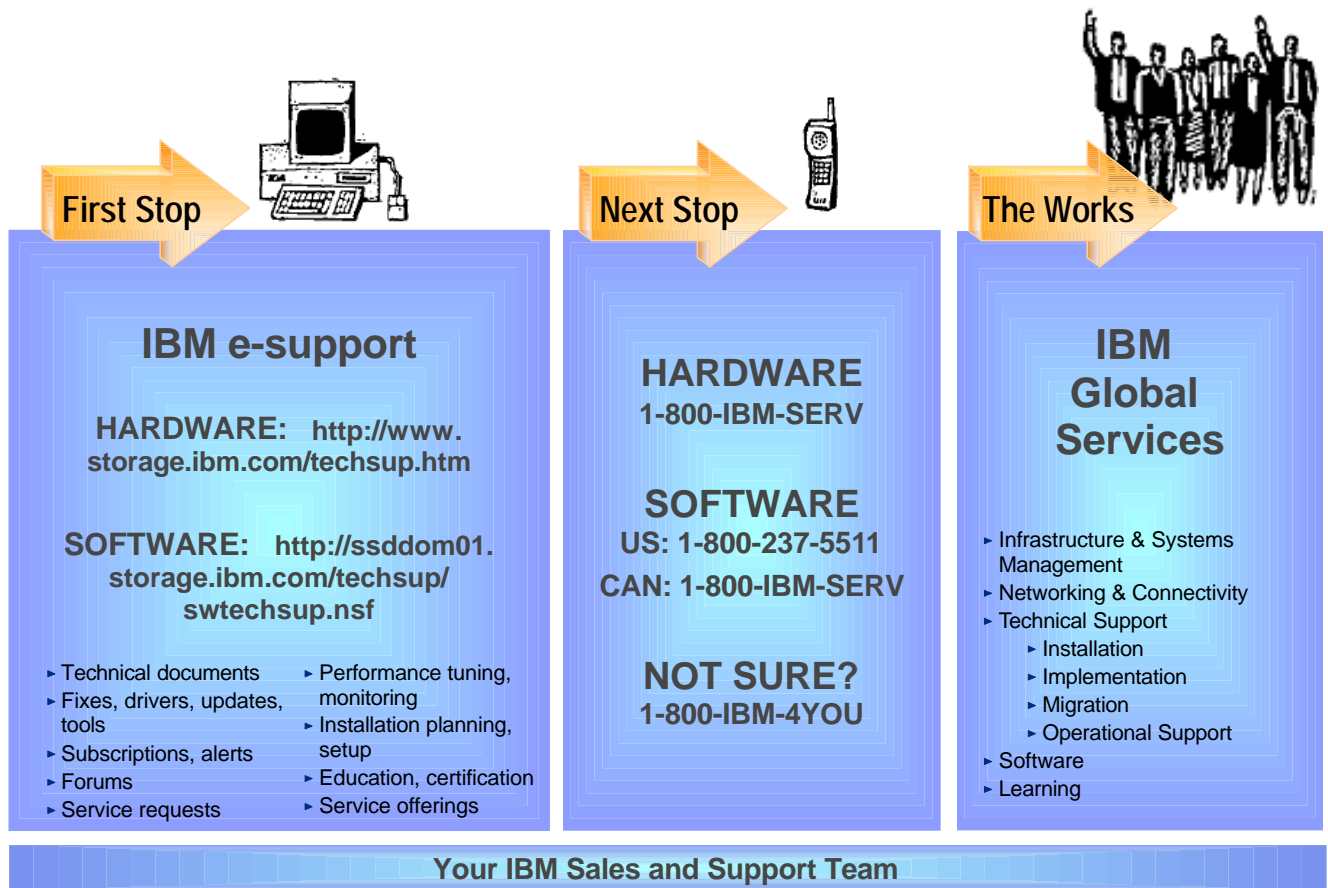 First Stop
IBM e-support
HARDWARE: http://www.
storage.ibm.com/techsup.htm
SOFTWARE: http://ssddom01.
storage.ibm.com/techsup/
swtechsup.nsf
▸ Technical documents
▸ Fixes, drivers, updates,
tools
▸ Subscriptions, alerts
▸ Forums
▸ Service requests
▸ Performance tuning,
monitoring
▸ Installation planning,
setup
▸ Education, certification
▸ Service offerings
Next Stop
HARDWARE
1-800-IBM-SERV
SOFTWARE
US: 1-800-237-5511
CAN: 1-800-IBM-SERV
NOT SURE?
1-800-IBM-4YOU
The Works
IBM
Global
Services
▸ Infrastructure & Systems
Management
▸ Networking & Connectivity
▸ Technical Support
▸ Installation
▸ Implementation
▸ Migration
▸ Operational Support
▸ Software
▸ Learning
Your IBM Sales and Support Team